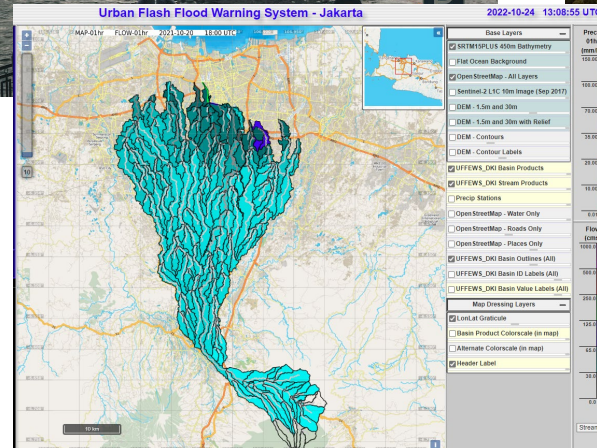 Urban Flash Flood Warning System - Jakarta
2022-10-24 13:08:55 UTC
MAP-01hr FLOW-01hr 2021-10-20 18:00 UTC
Base Layers
SRTM15PLUS 450m Bathymetry
Flat Ocean Background
OpenStreetMap - All Layers
Sentinel-2 L1C 10m Image (Sep 2017)
DEM - 1.5m and 30m
DEM - 1.5m and 30m with Relief
DEM - Contours
DEM - Contour Labels
UFFEWS_DKI Basin Products
UFFEWS_DKI Stream Products
Precip Stations
OpenStreetMap - Water Only
OpenStreetMap - Roads Only
OpenStreetMap - Places Only
UFFEWS_DKI Basin Outlines (All)
UFFEWS_DKI Basin ID Labels (All)
UFFEWS_DKI Basin Value Labels (All)
Map Dressing Layers
LonLat Graticule
Basin Product Colorscale (in map)
Alternate Colorscale (in map)
Header Label
10
10 km
Prec
01h
(mm/
150.0
100.0
Flow
(cms
1000.0
500.0
250.0
Stream